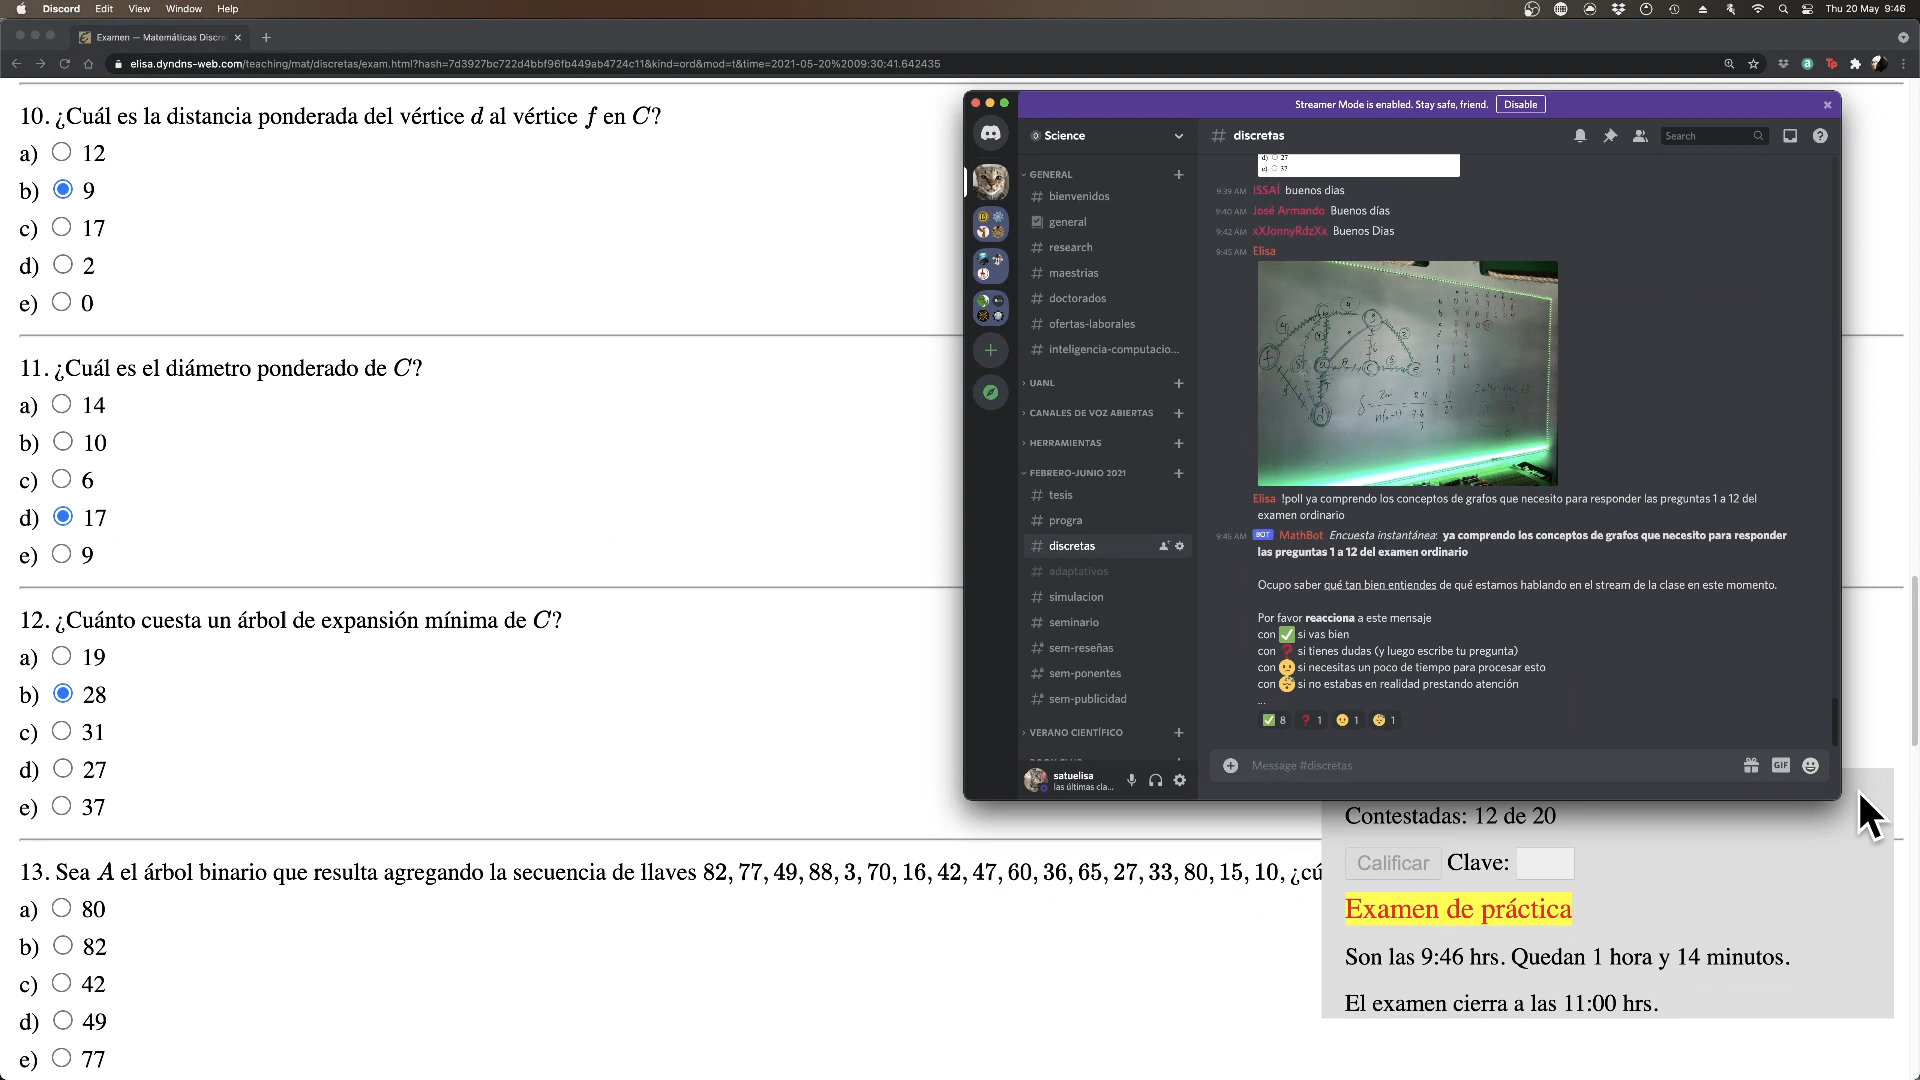 Discord Edit View Window Help
Thu 20 May 9:46
Examen — Matemáticas Discre
elisa.dyndns-web.com/teaching/mat/discretas/exam.html?hash=7d3927bc722d4bbf96fb449ab4724c11&kind=ord&mod=t&time=2021-05-20%2009:30:41.642435
10. ¿Cuál es la distancia ponderada del vértice d al vértice f en C?
a) 12
b) 9
c) 17
d) 2
e) 0
11. ¿Cuál es el diámetro ponderado de C?
a) 14
b) 10
c) 6
d) 17
e) 9
12. ¿Cuánto cuesta un árbol de expansión mínima de C?
a) 19
b) 28
c) 31
d) 27
e) 37
13. Sea A el árbol binario que resulta agregando la secuencia de llaves 82, 77, 49, 88, 3, 70, 16, 42, 47, 60, 36, 65, 27, 33, 80, 15, 10, ¿cú
a) 80
b) 82
c) 42
d) 49
e) 77
Streamer Mode is enabled. Stay safe, friend. Disable
Science
GENERAL
bienvenidos
general
# research
# maestrias
# doctorados
# ofertas-laborales
# inteligencia-computacio...
UANL
CANALES DE VOZ ABIERTAS
HERRAMIENTAS
FEBRERO-JUNIO 2021
# tesis
# progra
# discretas
# adaptativos
# simulacion
# seminario
sem-reseñas
sem-ponentes
sem-publicidad
VERANO CIENTÍFICO
satuelisa
las últimas cla...
# discretas
Search
d) 27
e) 37
9:39 AM ISSAÍ buenos dias
9:40 AM José Armando Buenos días
9:42 AM xXJonnyRdzXx Buenos Días
9:45 AM Elisa
Elisa !poll ya comprendo los conceptos de grafos que necesito para responder las preguntas 1 a 12 del
examen ordinario
9:45 AM BOT MathBot Encuesta instantánea: ya comprendo los conceptos de grafos que necesito para responder
las preguntas 1 a 12 del examen ordinario
Ocupo saber qué tan bien entiendes de qué estamos hablando en el stream de la clase en este momento.
Por favor reacciona a este mensaje
con ✅ si vas bien
con ❓ si tienes dudas (y luego escribe tu pregunta)
con 😐 si necesitas un poco de tiempo para procesar esto
con 😴 si no estabas en realidad prestando atención
...
✅ 8 ❓ 1 😐 1 😴 1
Message #discretas
GIF
Contestadas: 12 de 20
Calificar Clave:
Examen de práctica
Son las 9:46 hrs. Quedan 1 hora y 14 minutos.
El examen cierra a las 11:00 hrs.